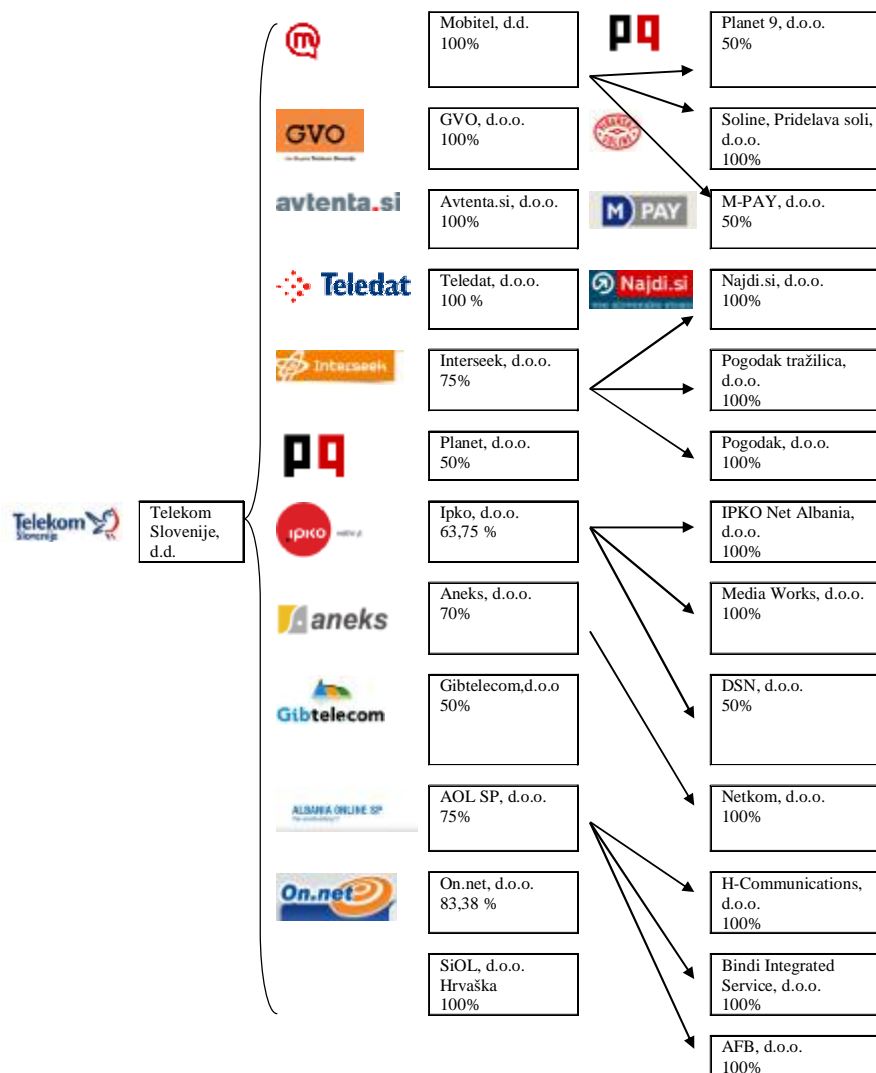 Mobitel, d.d.
100%
Planet 9, d.o.o.
50%
GVO
GVO, d.o.o.
100%
Soline, Pridelava soli,
d.o.o.
100%
avtenta.si
Avtenta.si, d.o.o.
100%
M PAY
M-PAY, d.o.o.
50%
Teledat
Teledat, d.o.o.
100 %
Najdi.si
Najdi.si, d.o.o.
100%
Interseek
Interseek, d.o.o.
75%
Pogodak tražilica,
d.o.o.
100%
Planet, d.o.o.
50%
Pogodak, d.o.o.
100%
Telekom
Slovenije
Telekom
Slovenije,
d.d.
ipko
Ipko, d.o.o.
63,75 %
IPKO Net Albania,
d.o.o.
100%
aneks
Aneks, d.o.o.
70%
Media Works, d.o.o.
100%
Gibtelecom
Gibtelecom,d.o.o
50%
DSN, d.o.o.
50%
ALBANIA ONLINE SP
AOL SP, d.o.o.
75%
Netkom, d.o.o.
100%
On.net
On.net, d.o.o.
83,38 %
H-Communications,
d.o.o.
100%
SiOL, d.o.o.
Hrvaška
100%
Bindi Integrated
Service, d.o.o.
100%
AFB, d.o.o.
100%